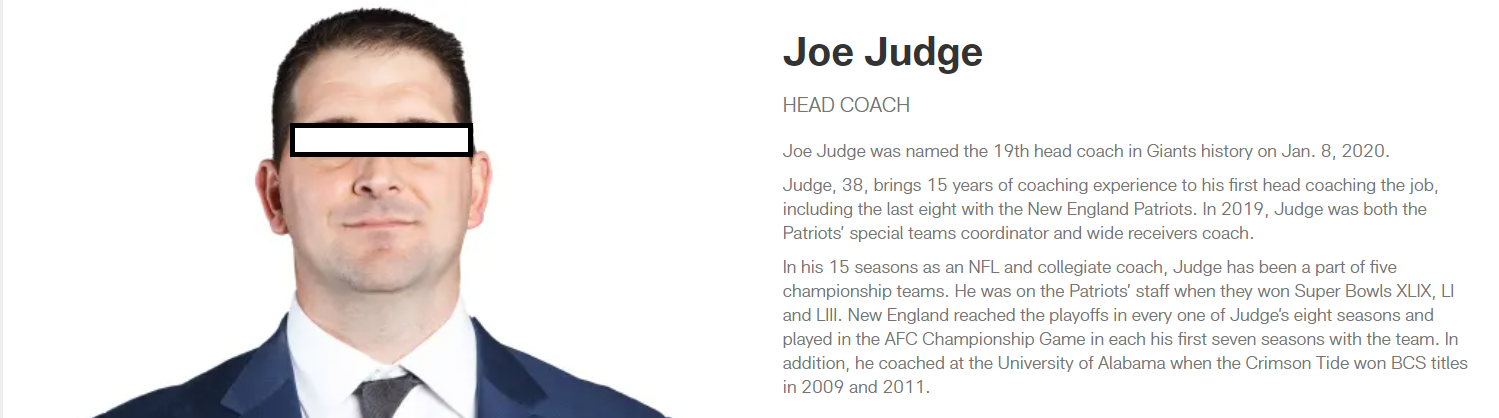 Joe Judge
HEAD COACH
Joe Judge was named the 19th head coach in Giants history on Jan. 8, 2020.
Judge, 38, brings 15 years of coaching experience to his first head coaching the job,
including the last eight with the New England Patriots. In 2019, Judge was both the
Patriots’ special teams coordinator and wide receivers coach.
In his 15 seasons as an NFL and collegiate coach, Judge has been a part of five
championship teams. He was on the Patriots’ staff when they won Super Bowls XLIX, LI
and LIII. New England reached the playoffs in every one of Judge’s eight seasons and
played in the AFC Championship Game in each his first seven seasons with the team. In
addition, he coached at the University of Alabama when the Crimson Tide won BCS titles
in 2009 and 2011.